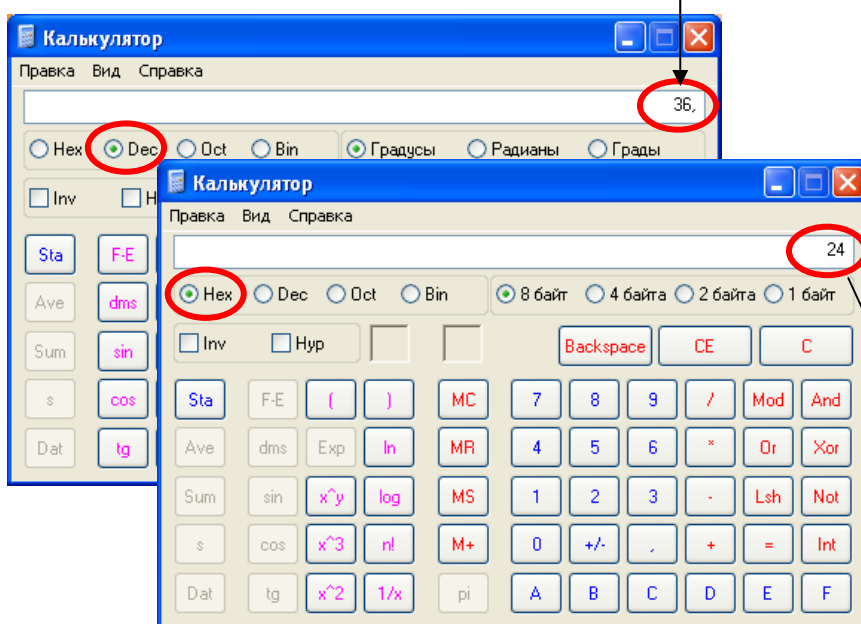 Калькулятор
Правка Вид Справка
36,
Hex Dec Oct Bin Градусы Радианы Грады
Inv H
Sta F-E
Ave dms
Sum sin
s cos
Dat tg
Калькулятор
Правка Вид Справка
24
Hex Dec Oct Bin 8 байт 4 байта 2 байта 1 байт
Inv Hyp Backspace CE C
Sta F-E ( ) MC 7 8 9 / Mod And
Ave dms Exp ln MR 4 5 6 * Or Xor
Sum sin x^y log MS 1 2 3 - Lsh Not
s cos x^3 n! M+ 0 +/- , + = Int
Dat tg x^2 1/x pi A B C D E F